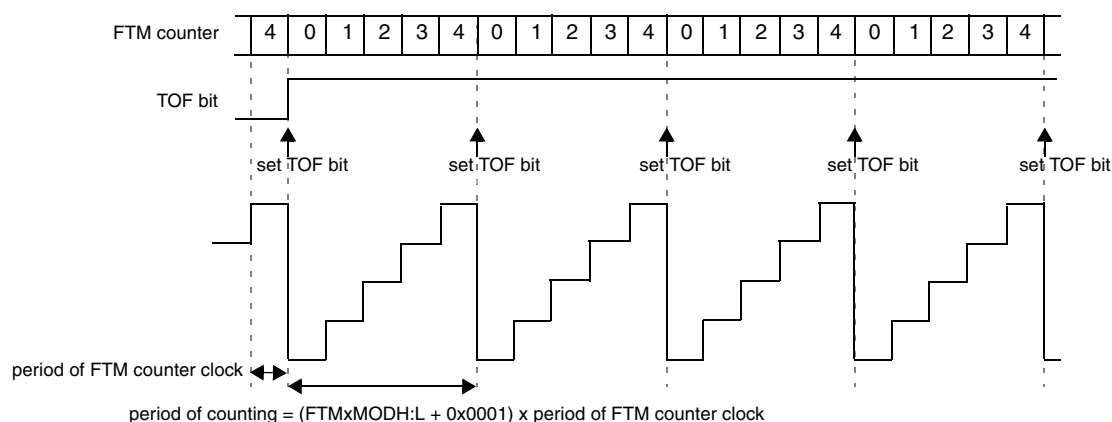 FTM counter 4 0 1 2 3 4 0 1 2 3 4 0 1 2 3 4 0 1 2 3 4
TOF bit
set TOF bit set TOF bit set TOF bit set TOF bit set TOF bit
period of FTM counter clock
period of counting = (FTMxMODH:L + 0x0001) x period of FTM counter clock